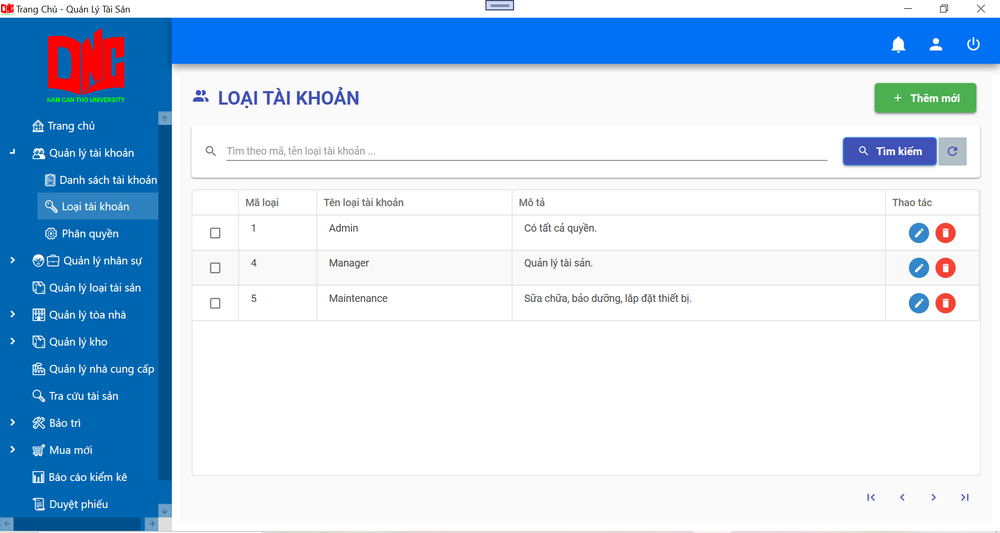 Trang Chủ - Quản Lý Tài Sản
DNC
NAM CAN THO UNIVERSITY
Trang chủ
Quản lý tài khoản
Danh sách tài khoản
Loại tài khoản
Phân quyền
Quản lý nhân sự
Quản lý loại tài sản
Quản lý tòa nhà
Quản lý kho
Quản lý nhà cung cấp
Tra cứu tài sản
Bảo trì
Mua mới
Báo cáo kiểm kê
Duyệt phiếu
LOẠI TÀI KHOẢN
+ Thêm mới
Tìm theo mã, tên loại tài khoản ...
Tìm kiếm
Mã loại Tên loại tài khoản Mô tả Thao tác
1 Admin Có tất cả quyền.
4 Manager Quản lý tài sản.
5 Maintenance Sữa chữa, bảo dưỡng, lắp đặt thiết bị.